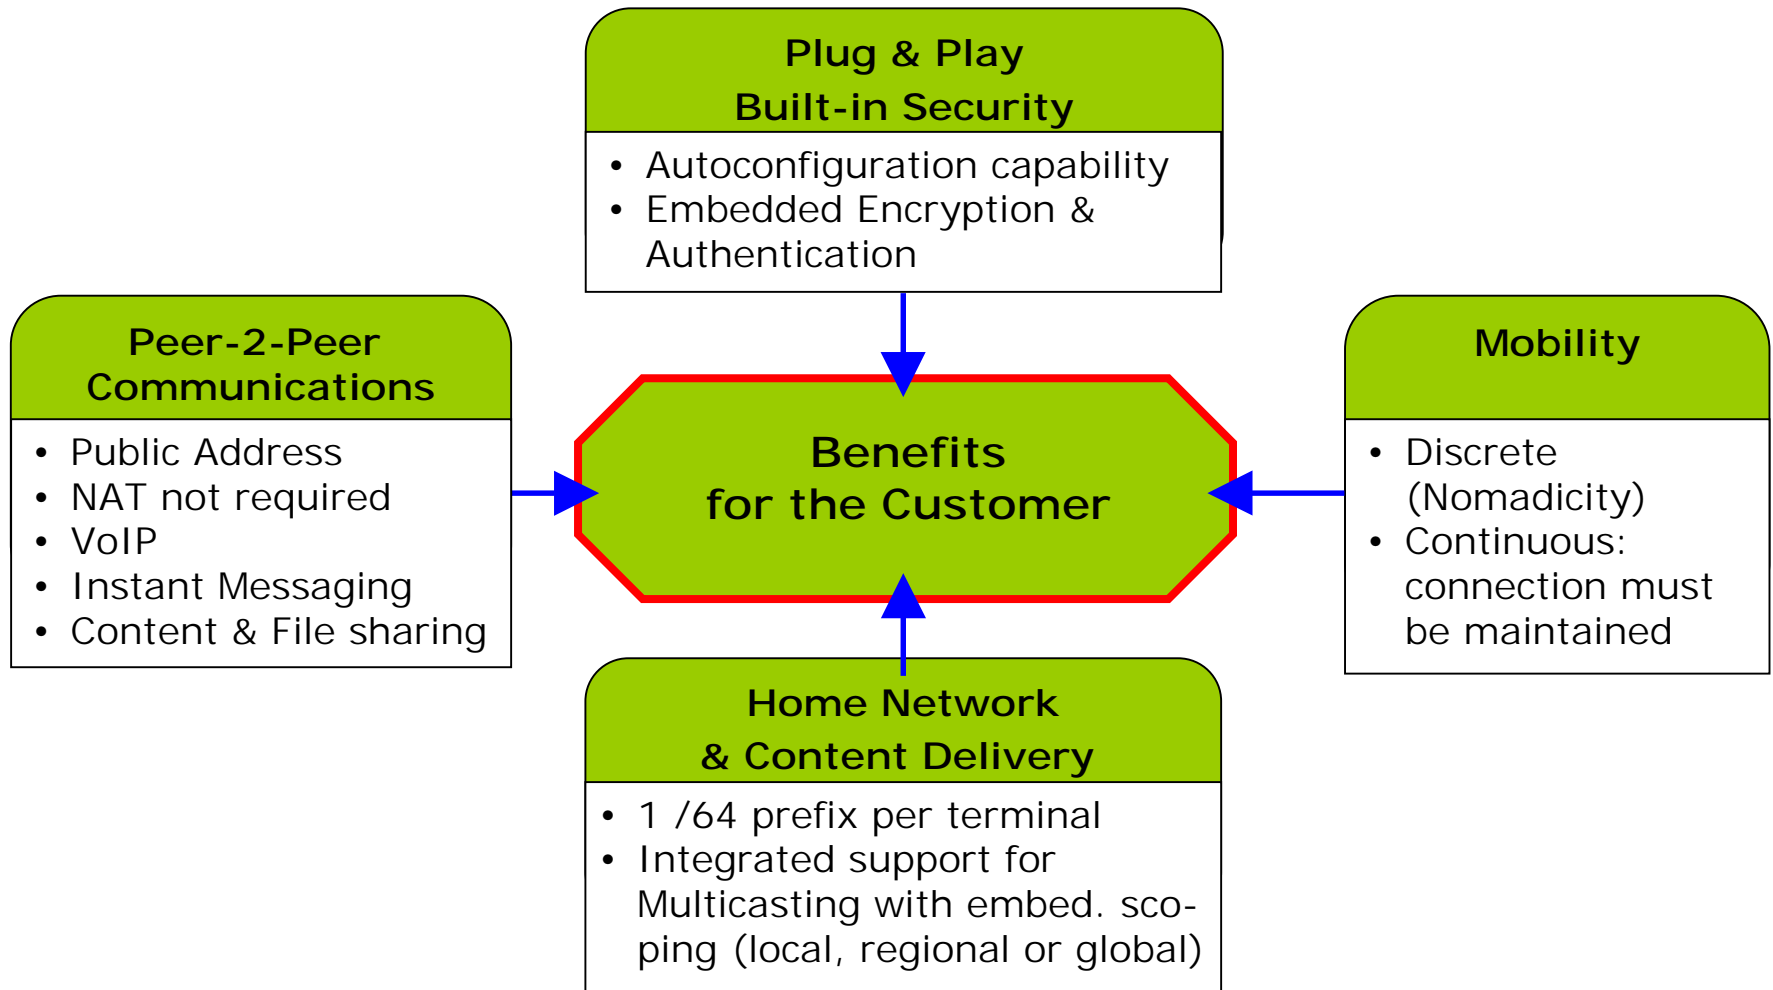 Plug & Play
Built-in Security
• Autoconfiguration capability
• Embedded Encryption &
Authentication
Peer-2-Peer
Communications
• Public Address
• NAT not required
• VoIP
• Instant Messaging
• Content & File sharing
Benefits
for the Customer
Mobility
• Discrete
(Nomadicity)
• Continuous:
connection must
be maintained
Home Network
& Content Delivery
• 1 /64 prefix per terminal
• Integrated support for
Multicasting with embed. sco-
ping (local, regional or global)